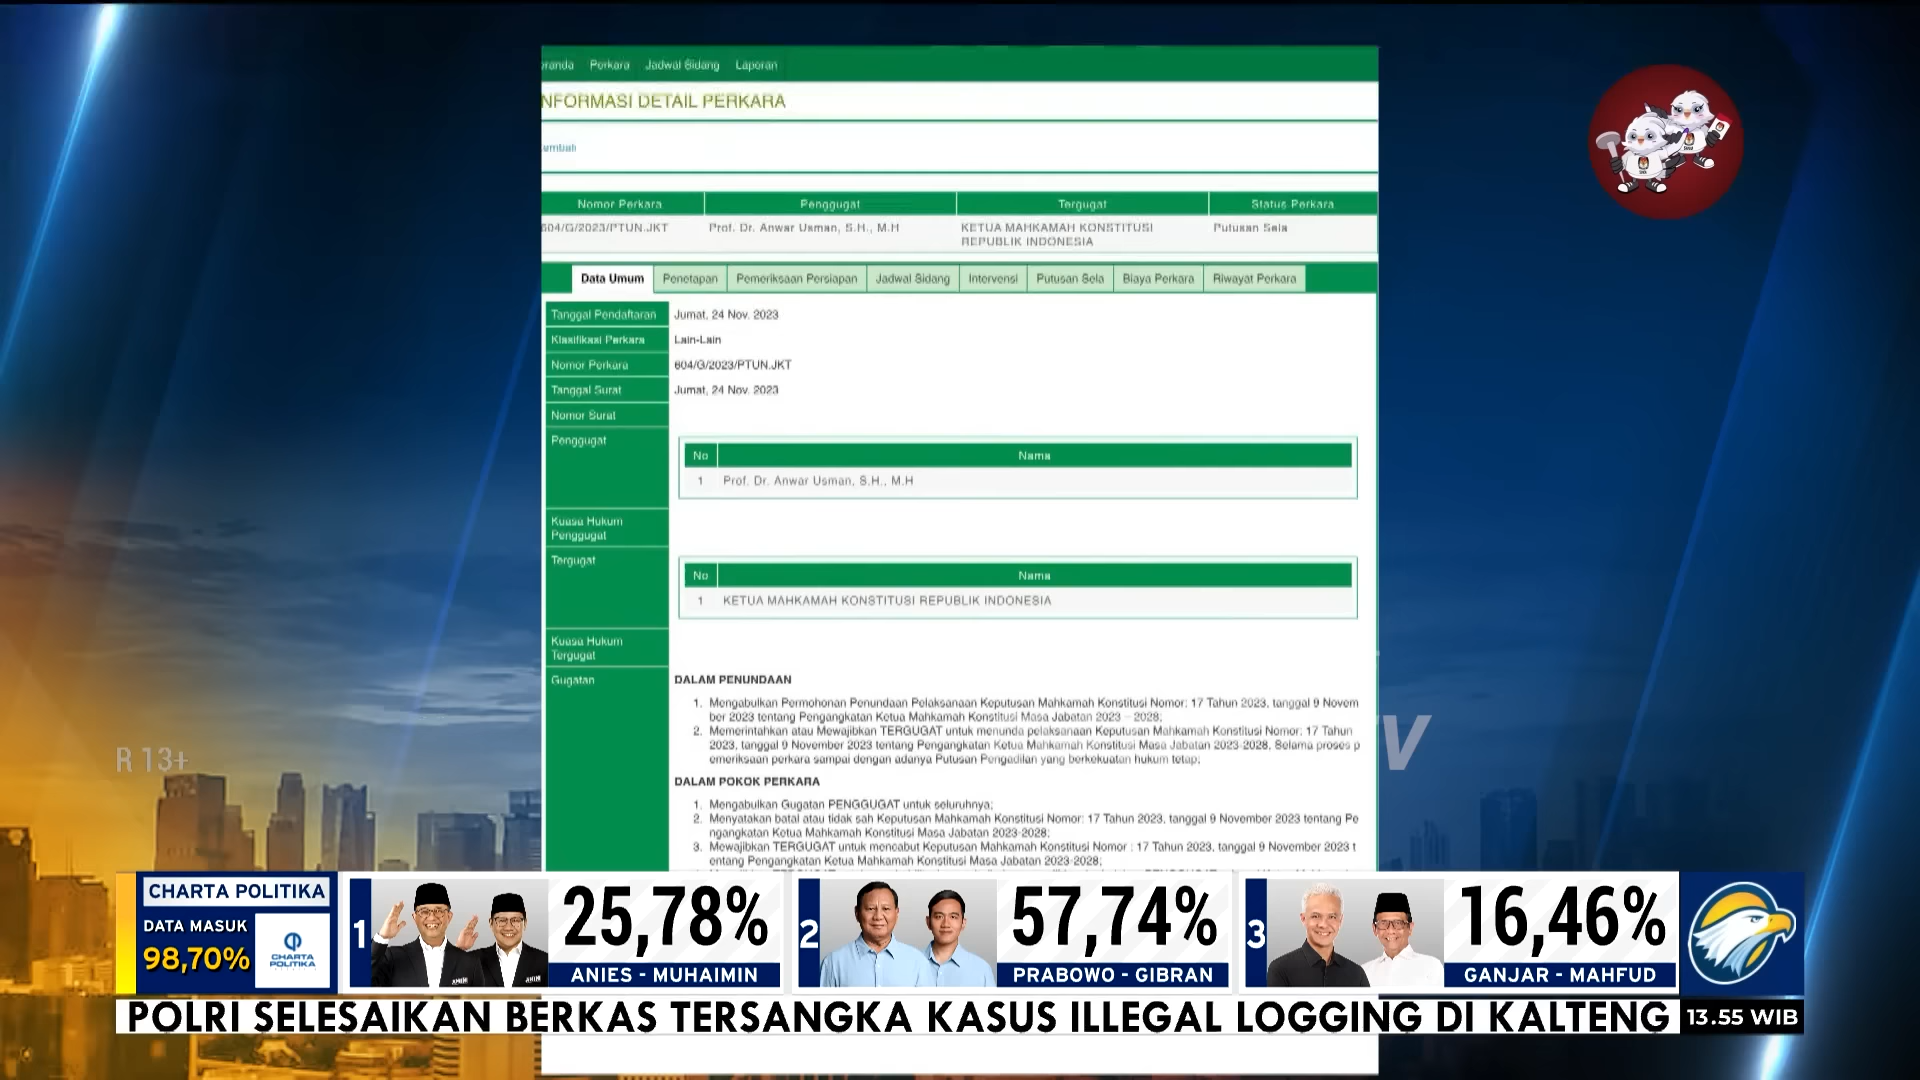 randa Perkara Jadwal Sidang Laporan
NFORMASI DETAIL PERKARA
embali
Nomor Perkara Penggugat Tergugat Status Perkara
604/G/2023/PTUN.JKT Prof. Dr. Anwar Usman, S.H., M.H KETUA MAHKAMAH KONSTITUSI REPUBLIK INDONESIA Putusan Sela
Data Umum Penetapan Pemeriksaan Persiapan Jadwal Sidang Intervensi Putusan Sela Biaya Perkara Riwayat Perkara
Tanggal Pendaftaran Jumat, 24 Nov. 2023
Klasifikasi Perkara Lain-Lain
Nomor Perkara 604/G/2023/PTUN.JKT
Tanggal Surat Jumat, 24 Nov. 2023
Nomor Surat
Penggugat
No Nama
1 Prof. Dr. Anwar Usman, S.H., M.H
Kuasa Hukum
Penggugat
Tergugat
No Nama
1 KETUA MAHKAMAH KONSTITUSI REPUBLIK INDONESIA
Kuasa Hukum
Tergugat
Gugatan
DALAM PENUNDAAN
1. Mengabulkan Permohonan Penundaan Pelaksanaan Keputusan Mahkamah Konstitusi Nomor: 17 Tahun 2023, tanggal 9 Novem
ber 2023 tentang Pengangkatan Ketua Mahkamah Konstitusi Masa Jabatan 2023 – 2028;
2. Memerintahkan atau Mewajibkan TERGUGAT untuk menunda pelaksanaan Keputusan Mahkamah Konstitusi Nomor: 17 Tahun
2023, tanggal 9 November 2023 tentang Pengangkatan Ketua Mahkamah Konstitusi Masa Jabatan 2023-2028, Selama proses p
emeriksaan perkara sampai dengan adanya Putusan Pengadilan yang berkekuatan hukum tetap;
DALAM POKOK PERKARA
1. Mengabulkan Gugatan PENGGUGAT untuk seluruhnya;
2. Menyatakan batal atau tidak sah Keputusan Mahkamah Konstitusi Nomor: 17 Tahun 2023, tanggal 9 November 2023 tentang Pe
ngangkatan Ketua Mahkamah Konstitusi Masa Jabatan 2023-2028;
3. Mewajibkan TERGUGAT untuk mencabut Keputusan Mahkamah Konstitusi Nomor : 17 Tahun 2023, tanggal 9 November 2023 t
entang Pengangkatan Ketua Mahkamah Konstitusi Masa Jabatan 2023-2028;
R 13+
V
CHARTA POLITIKA
DATA MASUK
98,70%
CHARTA
POLITIKA
1
25,78%
ANIES - MUHAIMIN
2
57,74%
PRABOWO - GIBRAN
3
16,46%
GANJAR - MAHFUD
POLRI SELESAIKAN BERKAS TERSANGKA KASUS ILLEGAL LOGGING DI KALTENG
13.55 WIB